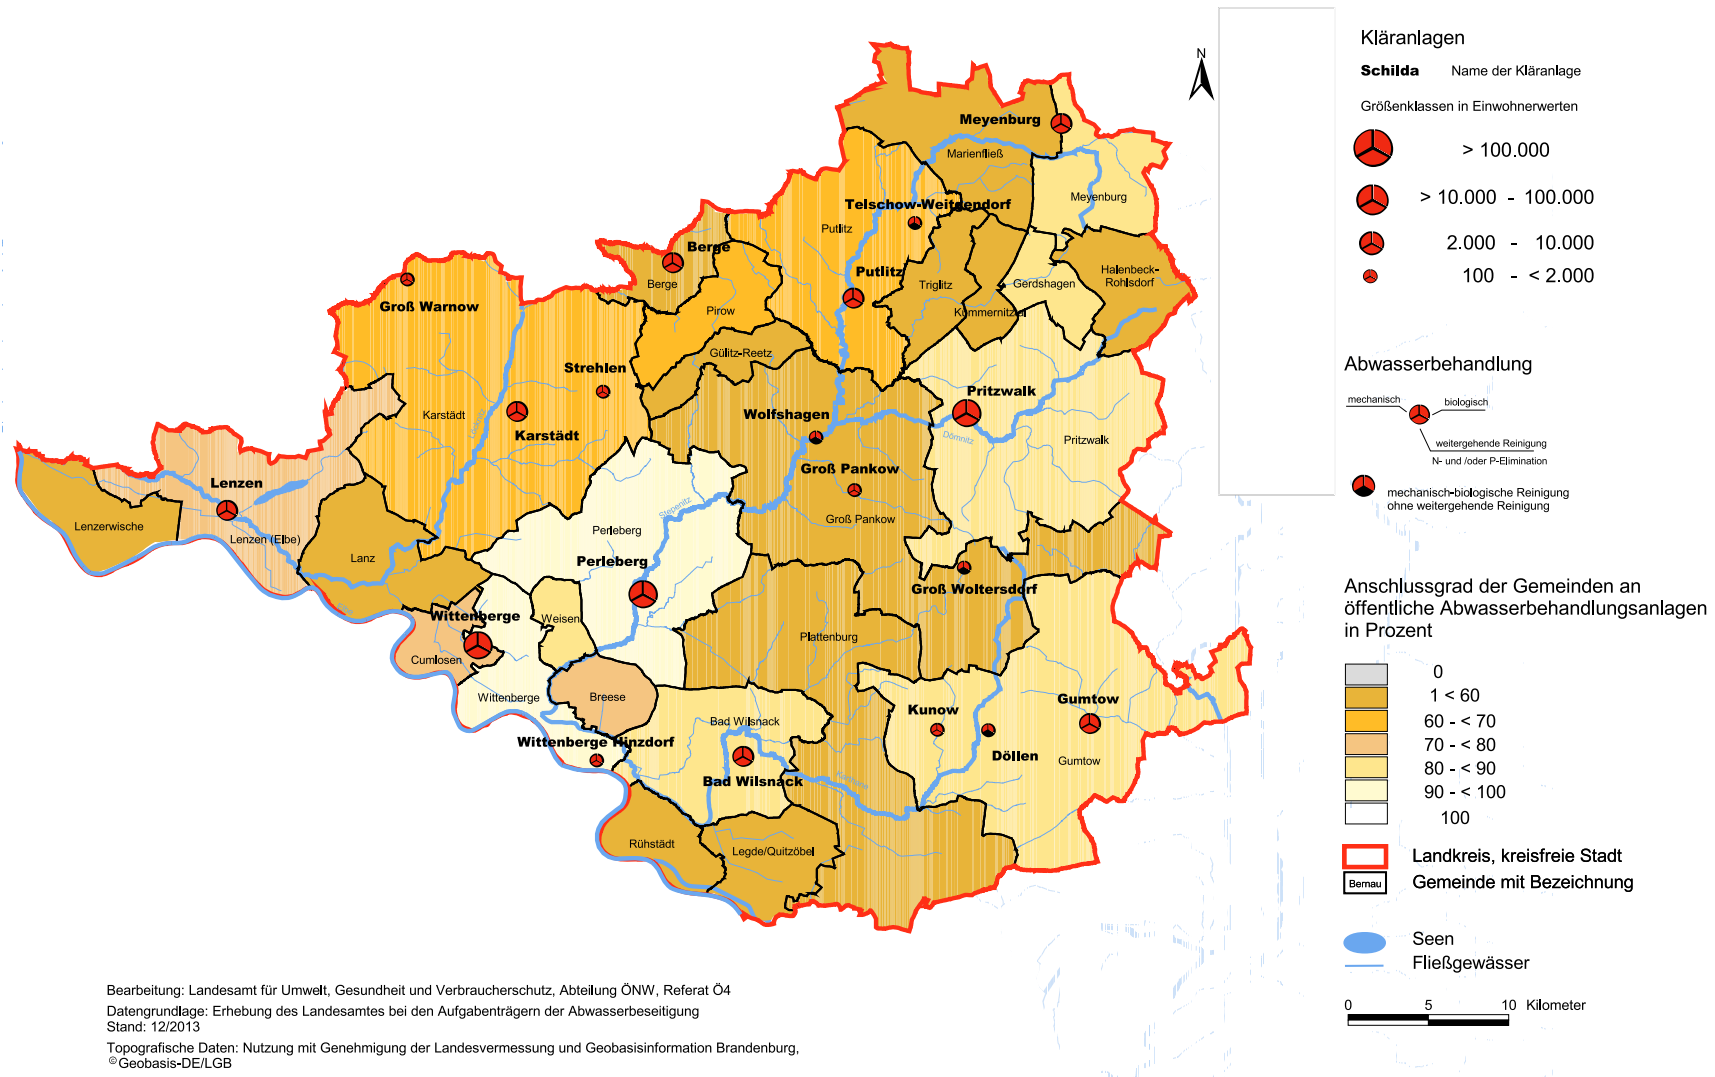 N
Meyenburg
Marienfließ
Meyenburg
Telschow-Weitgendorf
Putlitz
Berge
Berge
Putlitz
Triglitz
Gerdshagen
Halenbeck-
Rohlsdorf
Kümmernitztal
Groß Warnow
Pirow
Gülitz-Reetz
Strehlen
Karstädt
Karstädt
Wolfshagen
Pritzwalk
Pritzwalk
Dömnitz
Groß Pankow
Groß Pankow
Lenzen
Lenzerwische
Lenzen (Elbe)
Lanz
Stepenitz
Perleberg
Perleberg
Groß Woltersdorf
Wittenberge
Weisen
Cumlosen
Plattenburg
Wittenberge
Breese
Bad Wilsnack
Kunow
Gumtow
Wittenberge Hinzdorf
Döllen
Gumtow
Bad Wilsnack
Karthane
Rühstädt
Legde/Quitzöbel
Kläranlagen
Schilda Name der Kläranlage
Größenklassen in Einwohnerwerten
> 100.000
> 10.000 - 100.000
2.000 - 10.000
100 - < 2.000
Abwasserbehandlung
mechanisch biologisch
weitergehende Reinigung
N- und /oder P-Elimination
mechanisch-biologische Reinigung
ohne weitergehende Reinigung
Anschlussgrad der Gemeinden an
öffentliche Abwasserbehandlungsanlagen
in Prozent
0
1 < 60
60 - < 70
70 - < 80
80 - < 90
90 - < 100
100
Landkreis, kreisfreie Stadt
Bernau Gemeinde mit Bezeichnung
Seen
Fließgewässer
0 5 10 Kilometer
Bearbeitung: Landesamt für Umwelt, Gesundheit und Verbraucherschutz, Abteilung ÖNW, Referat Ö4
Datengrundlage: Erhebung des Landesamtes bei den Aufgabenträgern der Abwasserbeseitigung
Stand: 12/2013
Topografische Daten: Nutzung mit Genehmigung der Landesvermessung und Geobasisinformation Brandenburg,
©Geobasis-DE/LGB